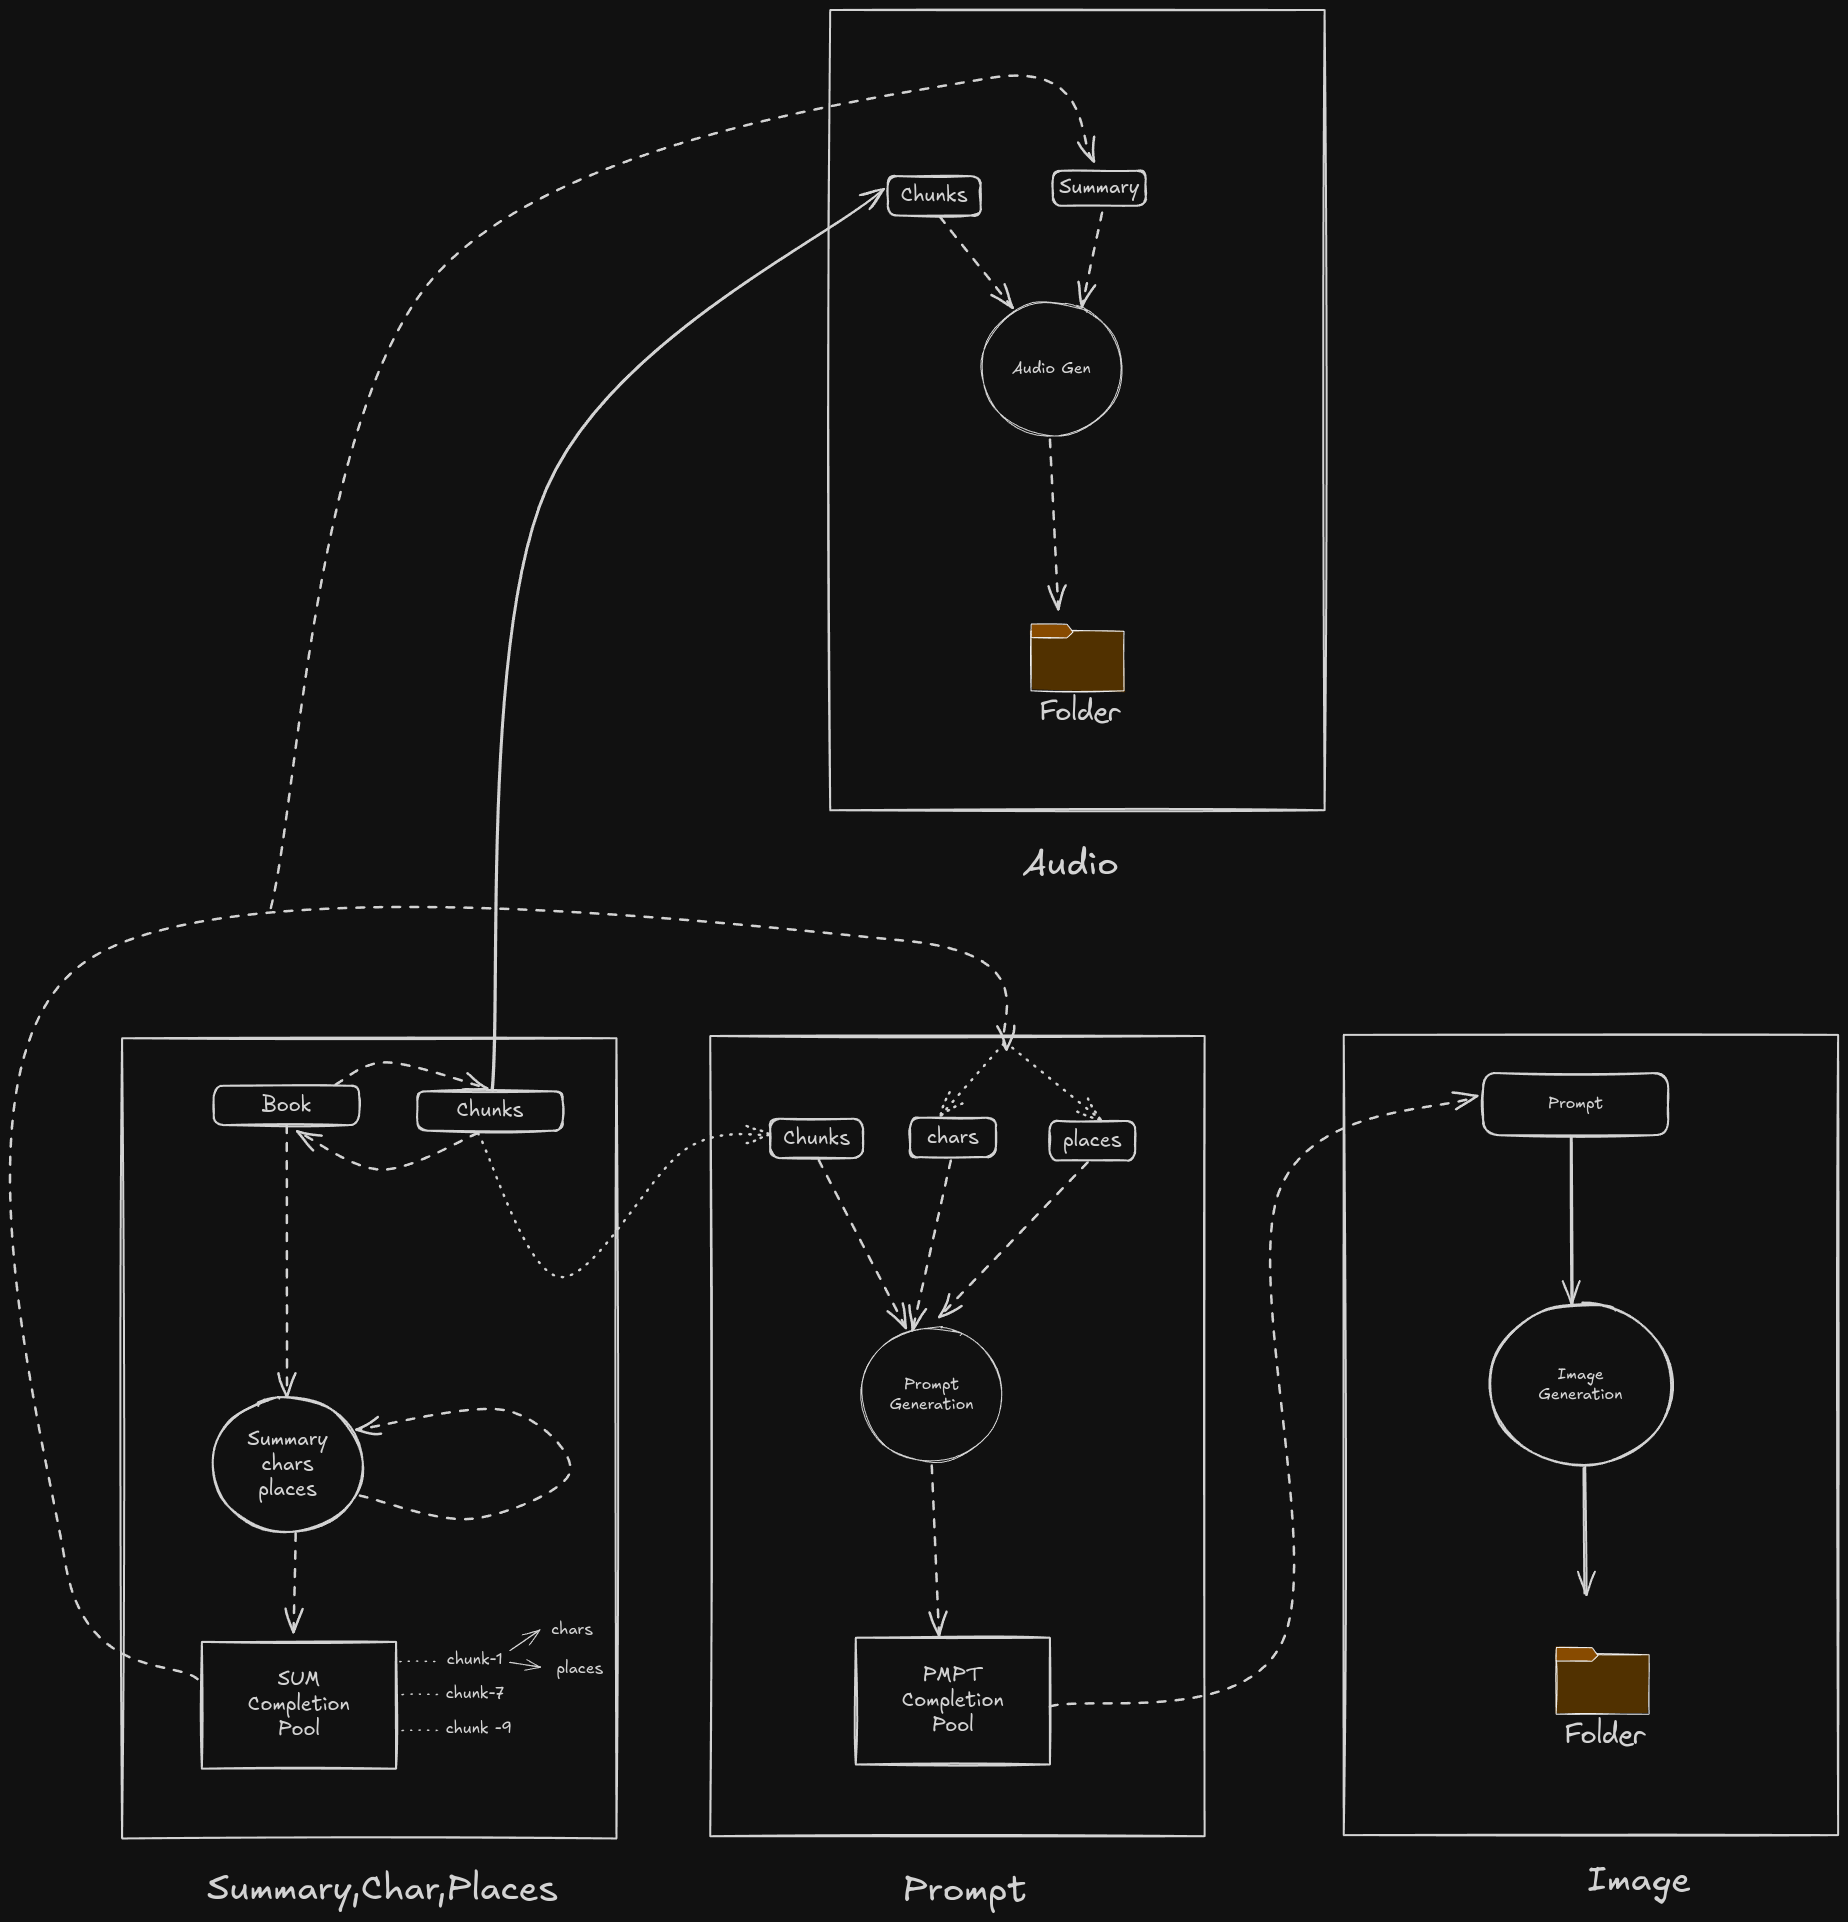 Chunks
Summary
Audio Gen
Folder
Audio
Book
Chunks
Summary
chars
places
SUM
Completion
Pool
chunk-1
chars
places
chunk-7
chunk -9
Summary,Char,Places
Chunks
chars
places
Prompt
Generation
PMPT
Completion
Pool
Prompt
Prompt
Image
Generation
Folder
Image